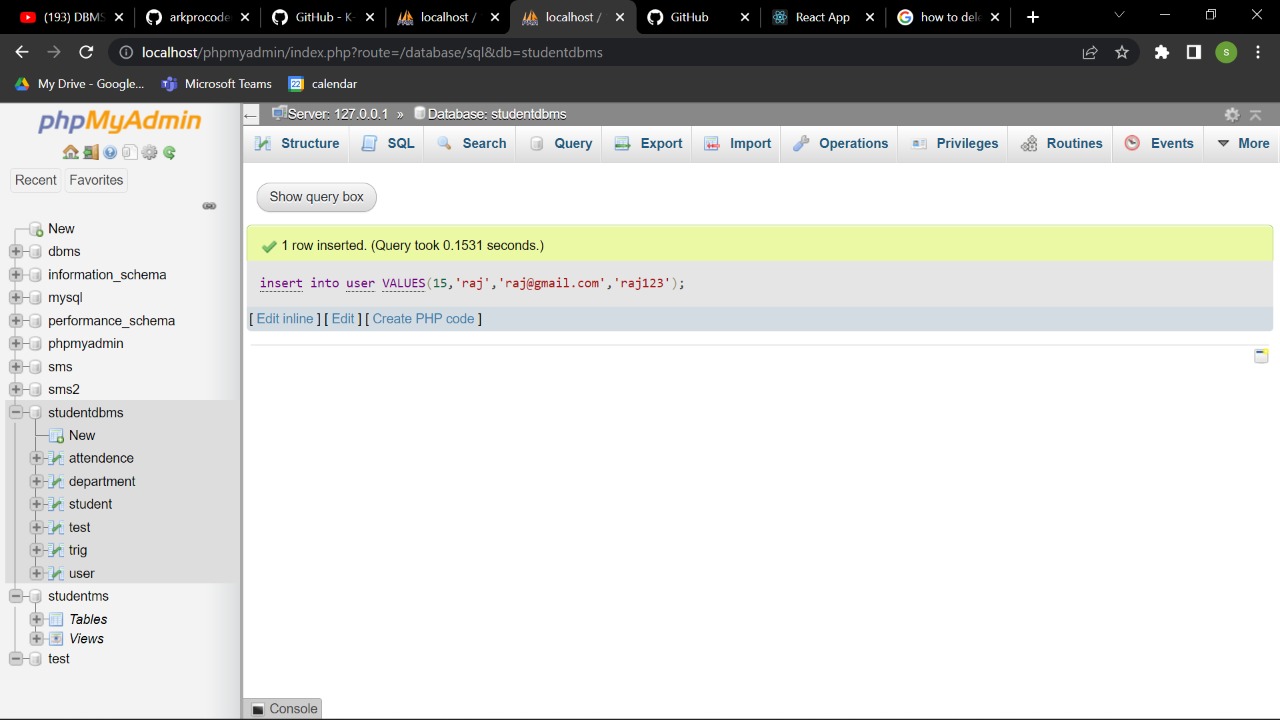 (193) DBMS
arkprocode
GitHub - K-
localhost /
localhost /
GitHub
React App
how to dele
localhost/phpmyadmin/index.php?route=/database/sql&db=studentdbms
S
My Drive - Google...
Microsoft Teams
22
calendar
phpMyAdmin
Server: 127.0.0.1 » Database: studentdbms
Structure
SQL
Search
Query
Export
Import
Operations
Privileges
Routines
Events
More
Recent
Favorites
Show query box
New
dbms
information_schema
mysql
performance_schema
phpmyadmin
sms
sms2
studentdbms
New
attendence
department
student
test
trig
user
studentms
Tables
Views
test
1 row inserted. (Query took 0.1531 seconds.)
insert into user VALUES(15,'raj','raj@gmail.com','raj123');
[ Edit inline ] [ Edit ] [ Create PHP code ]
Console